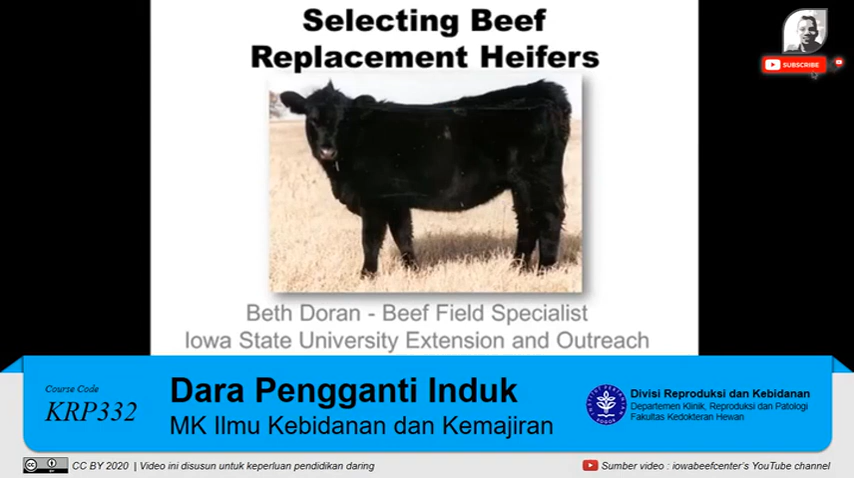 Selecting Beef
Replacement Heifers
SUBSCRIBE
Beth Doran - Beef Field Specialist
Iowa State University Extension and Outreach
Course Code
KRP332
Dara Pengganti Induk
MK Ilmu Kebidanan dan Kemajiran
Divisi Reproduksi dan Kebidanan
Departemen Klinik, Reproduksi dan Patologi
Fakultas Kedokteran Hewan
CC BY 2020 | Video ini disusun untuk keperluan pendidikan daring
Sumber video : iowabeefcenter's YouTube channel